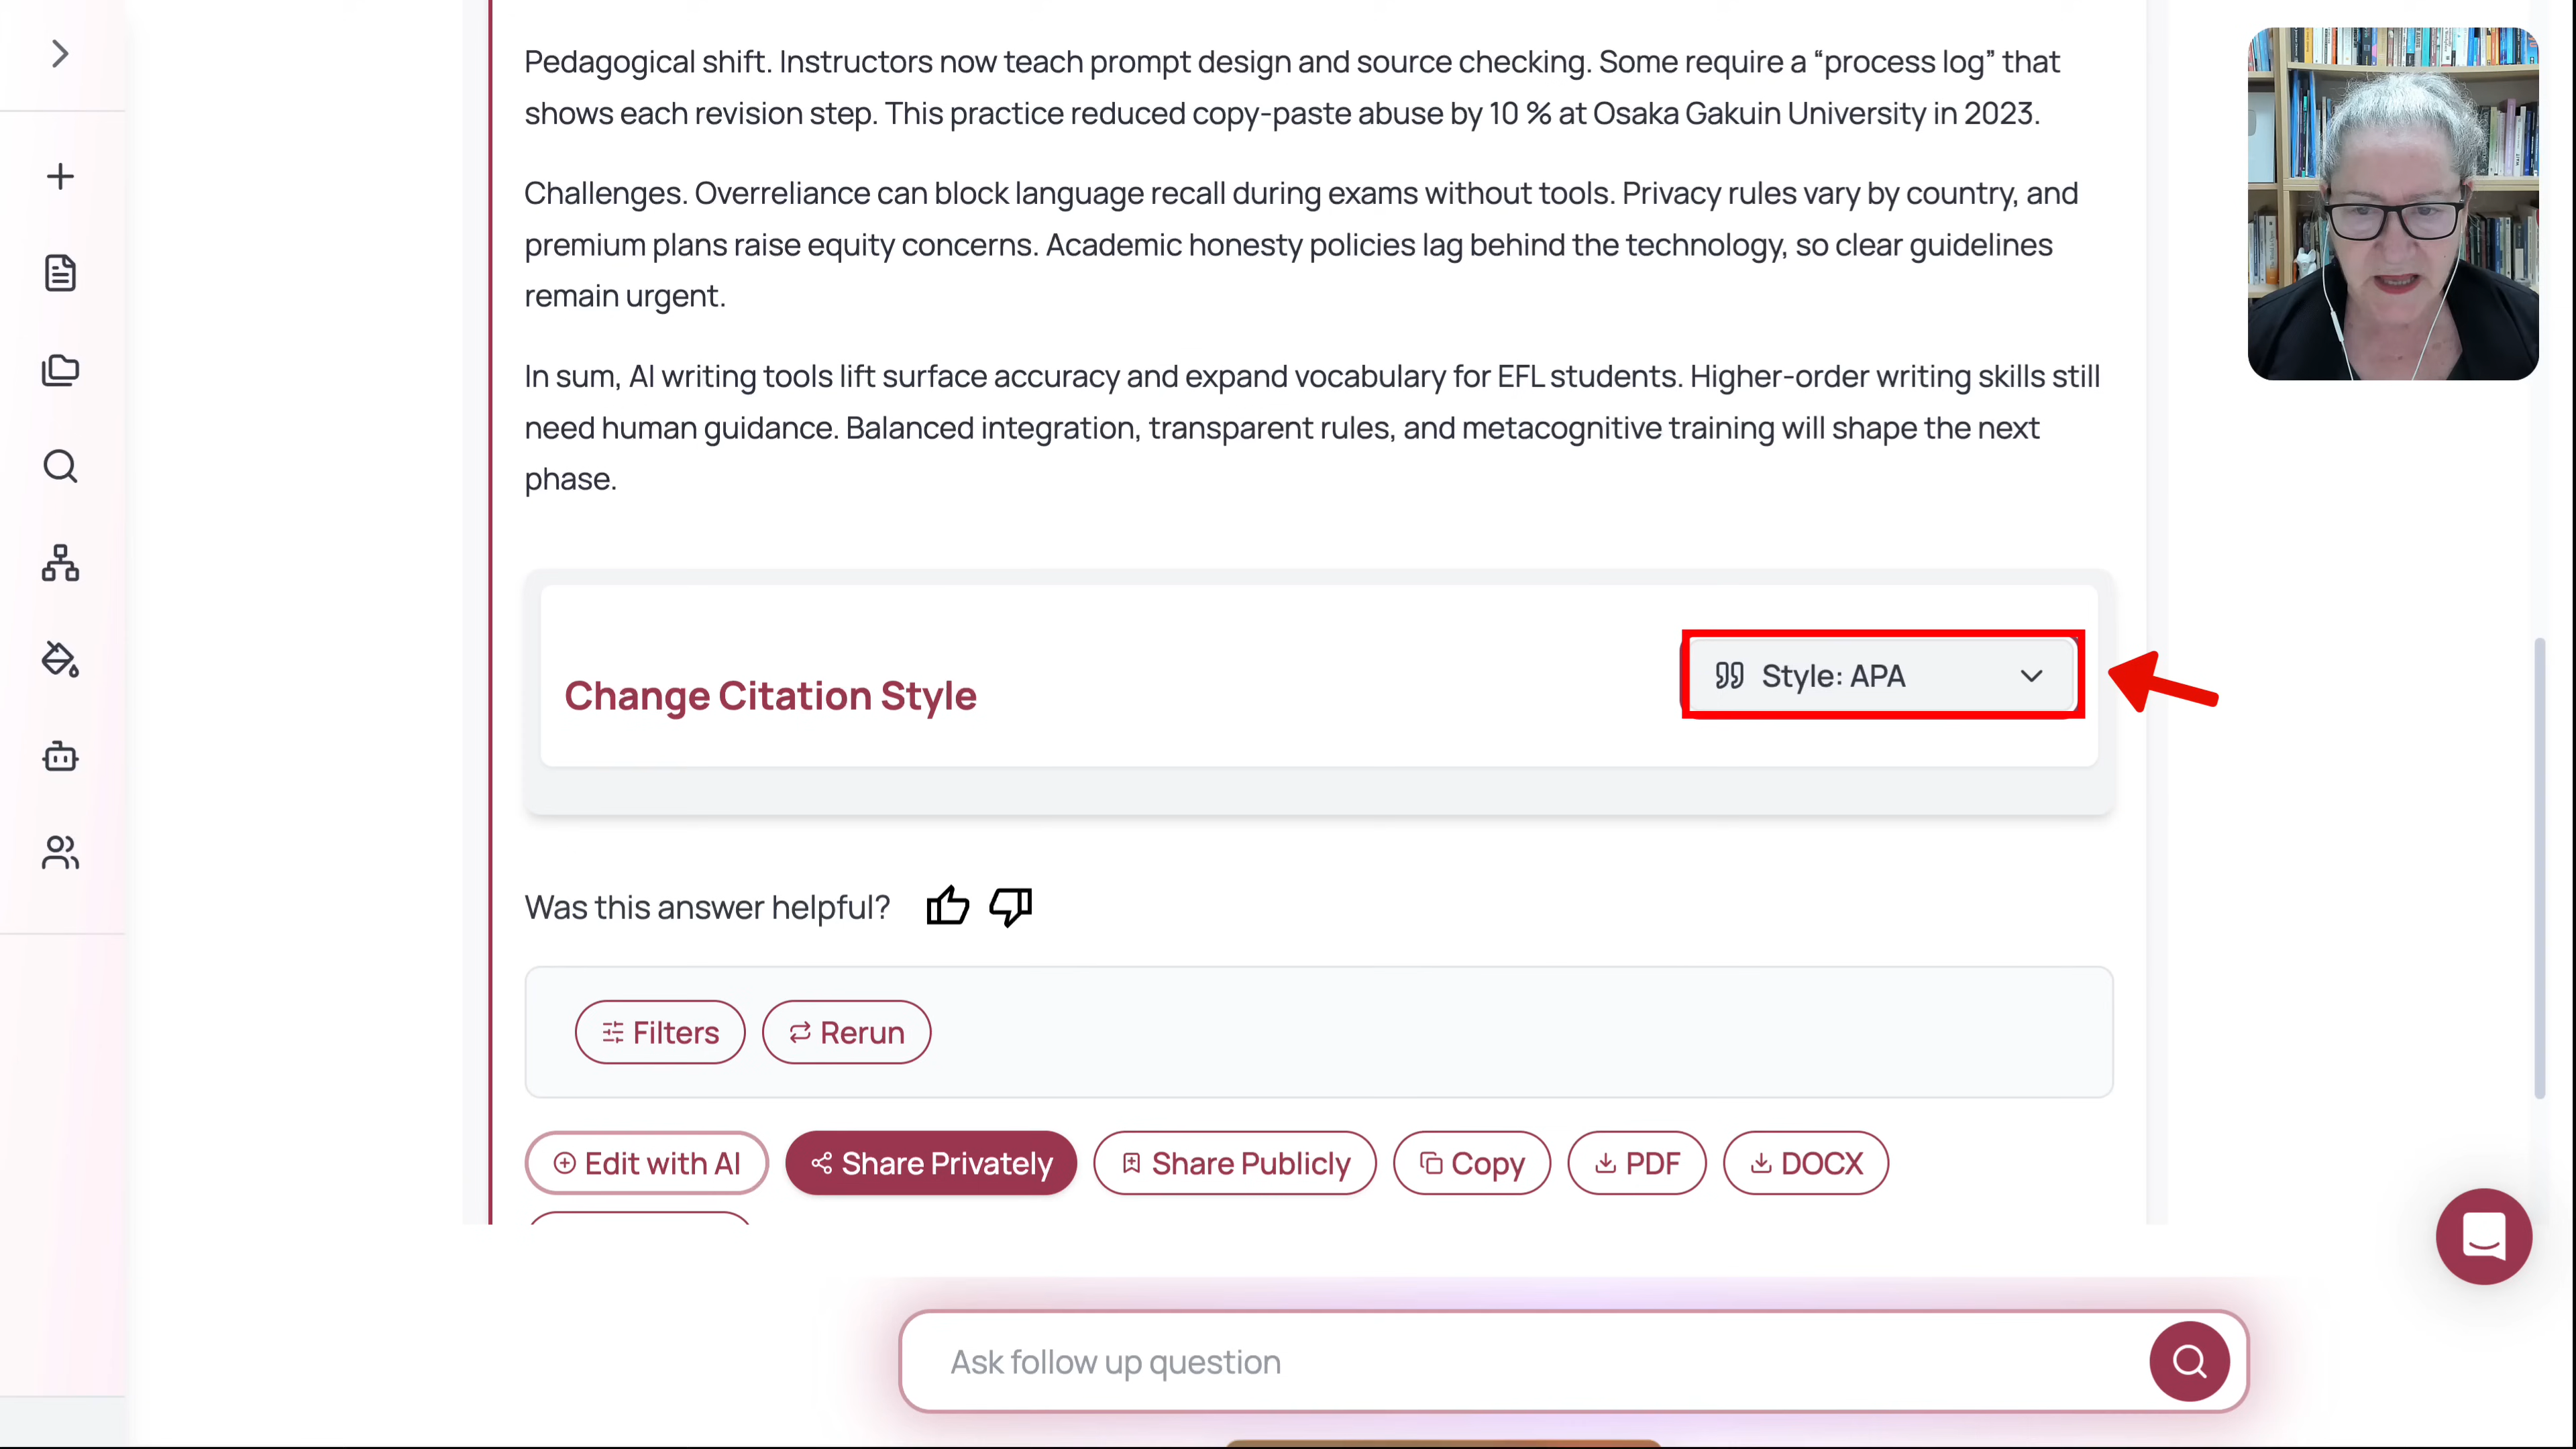 Pedagogical shift. Instructors now teach prompt design and source checking. Some require a “process log” that
shows each revision step. This practice reduced copy-paste abuse by 10 % at Osaka Gakuin University in 2023.
Challenges. Overreliance can block language recall during exams without tools. Privacy rules vary by country, and
premium plans raise equity concerns. Academic honesty policies lag behind the technology, so clear guidelines
remain urgent.
In sum, AI writing tools lift surface accuracy and expand vocabulary for EFL students. Higher-order writing skills still
need human guidance. Balanced integration, transparent rules, and metacognitive training will shape the next
phase.
Change Citation Style
Style: APA
Was this answer helpful?
Filters
Rerun
Edit with AI
Share Privately
Share Publicly
Copy
PDF
DOCX
Ask follow up question